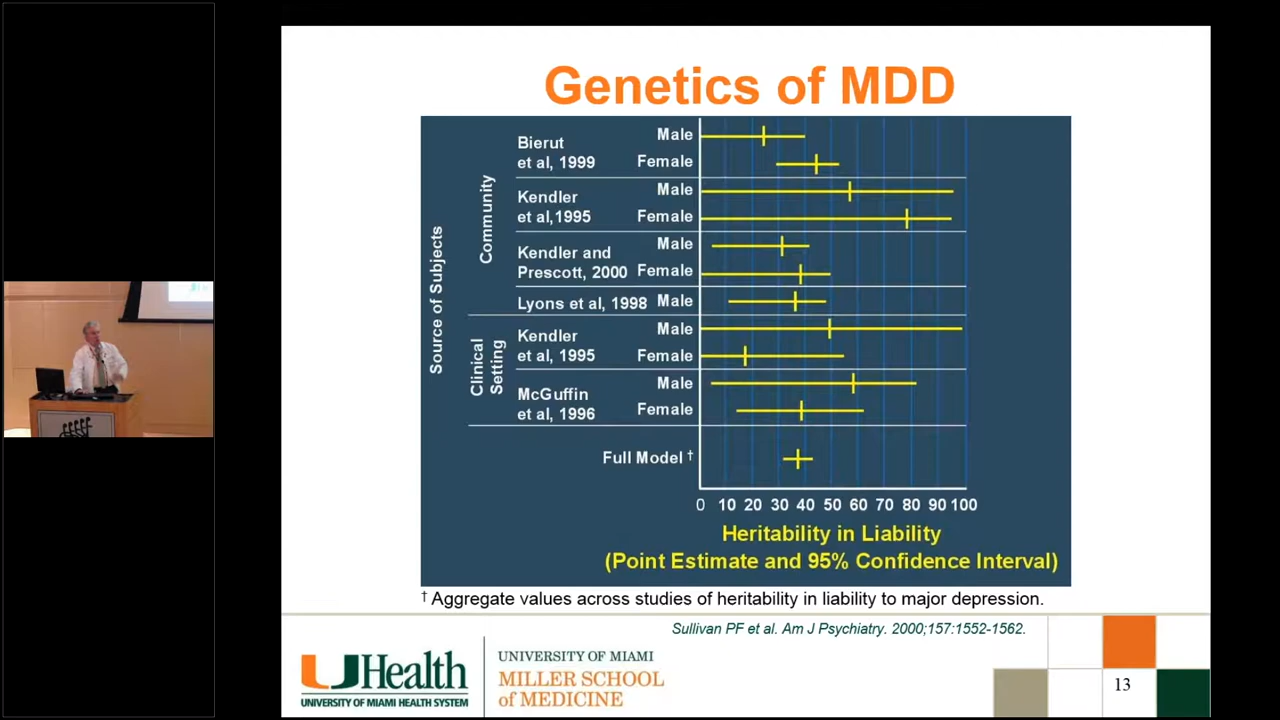 Genetics of MDD
Source of Subjects
Community
Bierut
et al, 1999
Male
Female
Kendler
et al,1995
Male
Female
Kendler and
Prescott, 2000
Male
Female
Lyons et al, 1998
Male
Clinical
Setting
Kendler
et al, 1995
Male
Female
McGuffin
et al, 1996
Male
Female
Full Model †
0 10 20 30 40 50 60 70 80 90 100
Heritability in Liability
(Point Estimate and 95% Confidence Interval)
† Aggregate values across studies of heritability in liability to major depression.
Sullivan PF et al. Am J Psychiatry. 2000;157:1552-1562.
UHealth
UNIVERSITY OF MIAMI HEALTH SYSTEM
UNIVERSITY OF MIAMI
MILLER SCHOOL
of MEDICINE
13